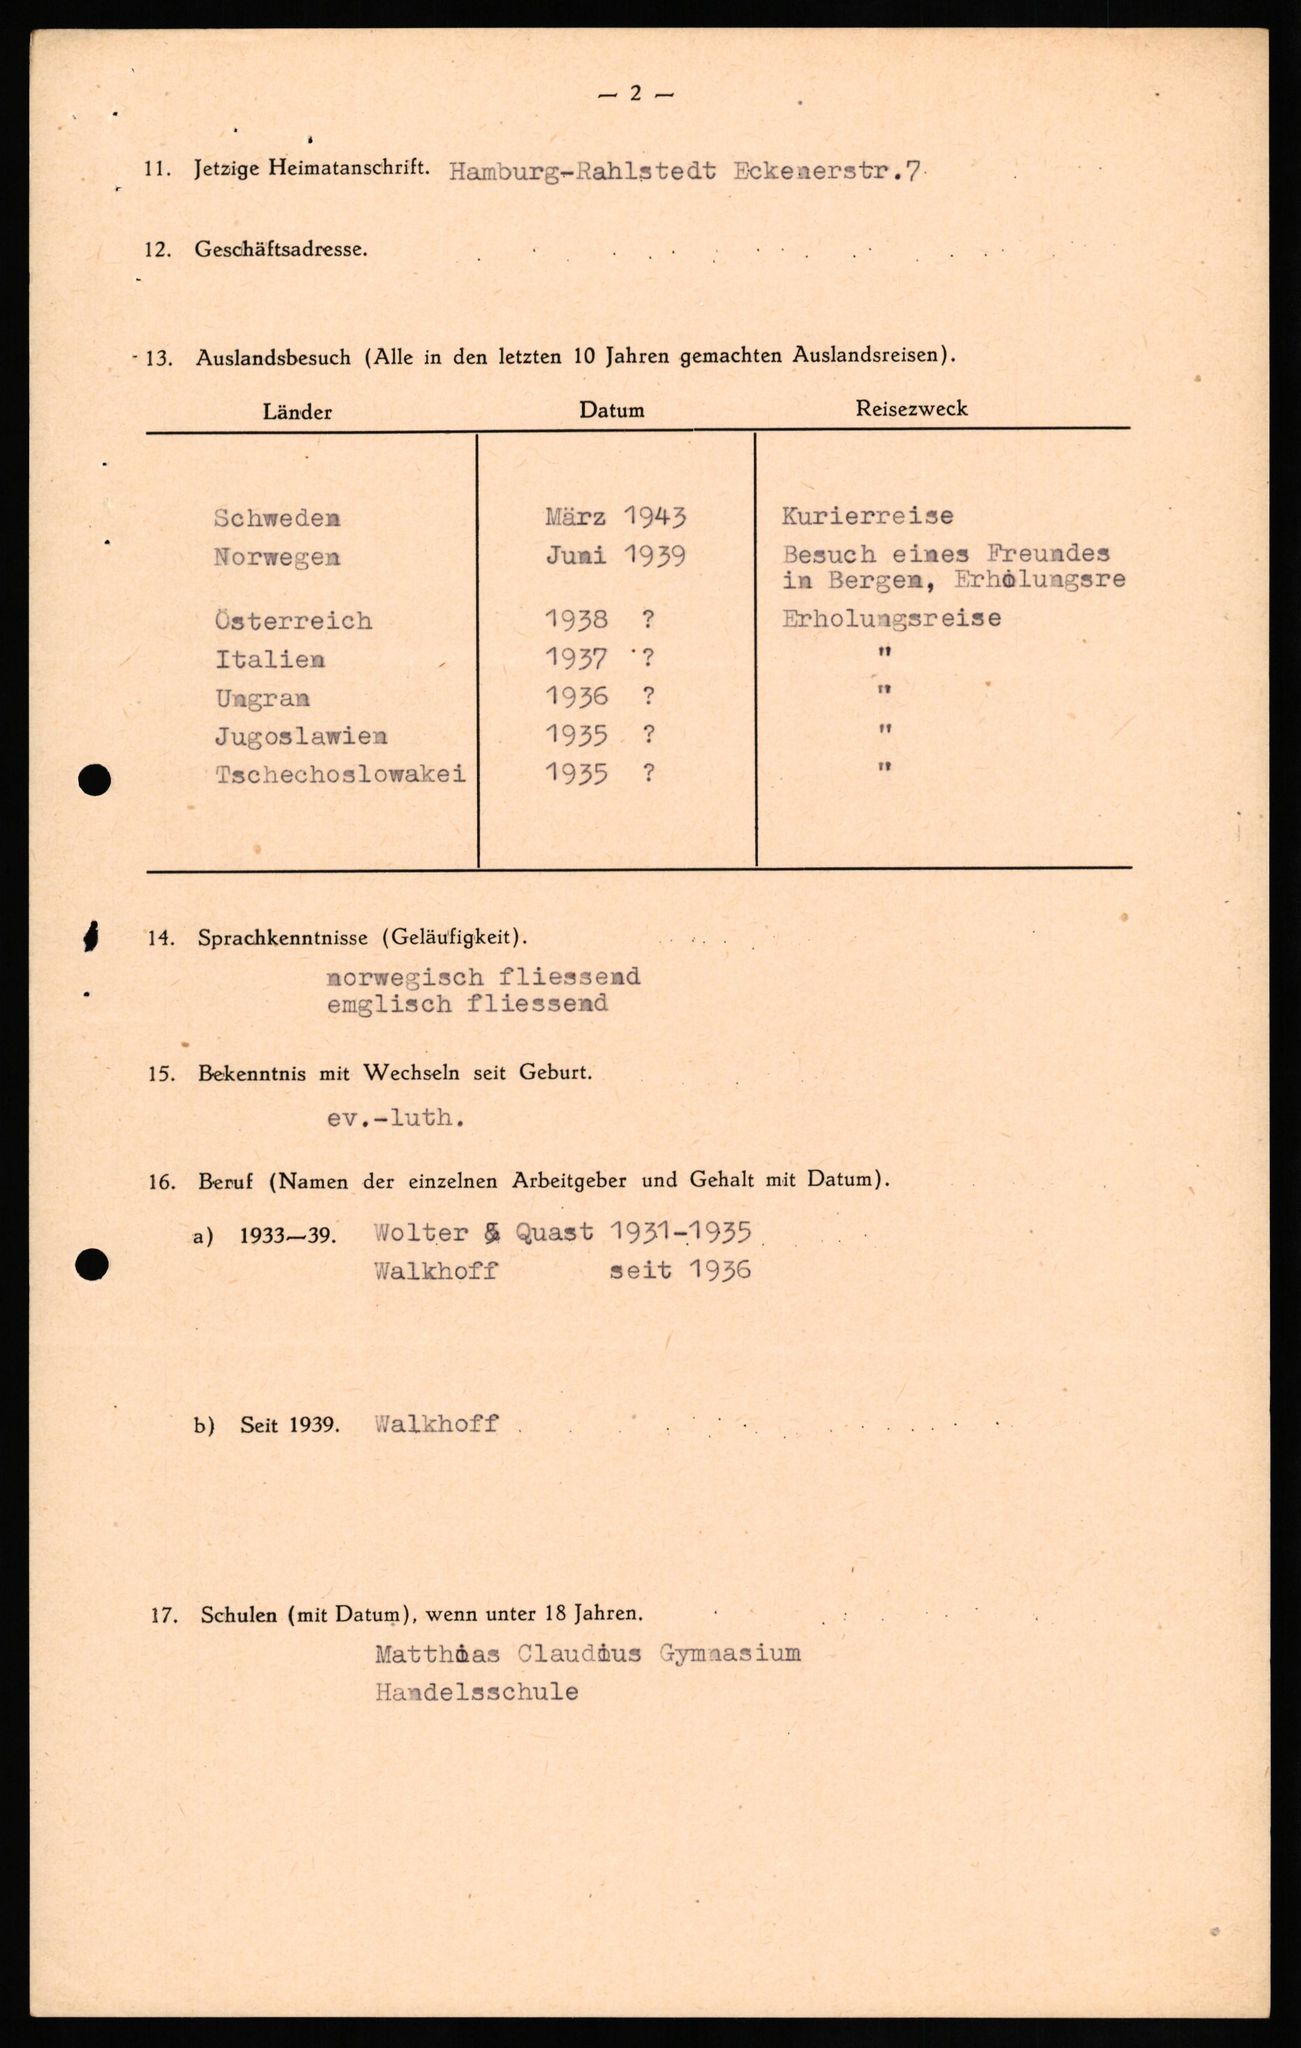 — 2 —
11. Jetzige Heimatanschrift. Hamburg-Rahlstedt Eckenerstr.7
12. Geschäftsadresse.
13. Auslandsbesuch (Alle in den letzten 10 Jahren gemachten Auslandsreisen).
Länder Datum Reisezweck
Schweden März 1943 Kurierreise
Norwegen Juni 1939 Besuch eines Freundes
in Bergen, Erholungsre
Österreich 1938 ? Erholungsreise
Italien 1937 ? "
Ungran 1936 ? "
Jugoslawien 1935 ? "
Tschechoslowakei 1935 ? "
14. Sprachkenntnisse (Geläufigkeit).
norwegisch fliessend
emglisch fliessend
15. Bekenntnis mit Wechseln seit Geburt.
ev.-luth.
16. Beruf (Namen der einzelnen Arbeitgeber und Gehalt mit Datum).
a) 1933—39. Wolter & Quast 1931-1935
Walkhoff seit 1936
b) Seit 1939. Walkhoff
17. Schulen (mit Datum), wenn unter 18 Jahren.
Matthias Claudius Gymnasium
Handelsschule